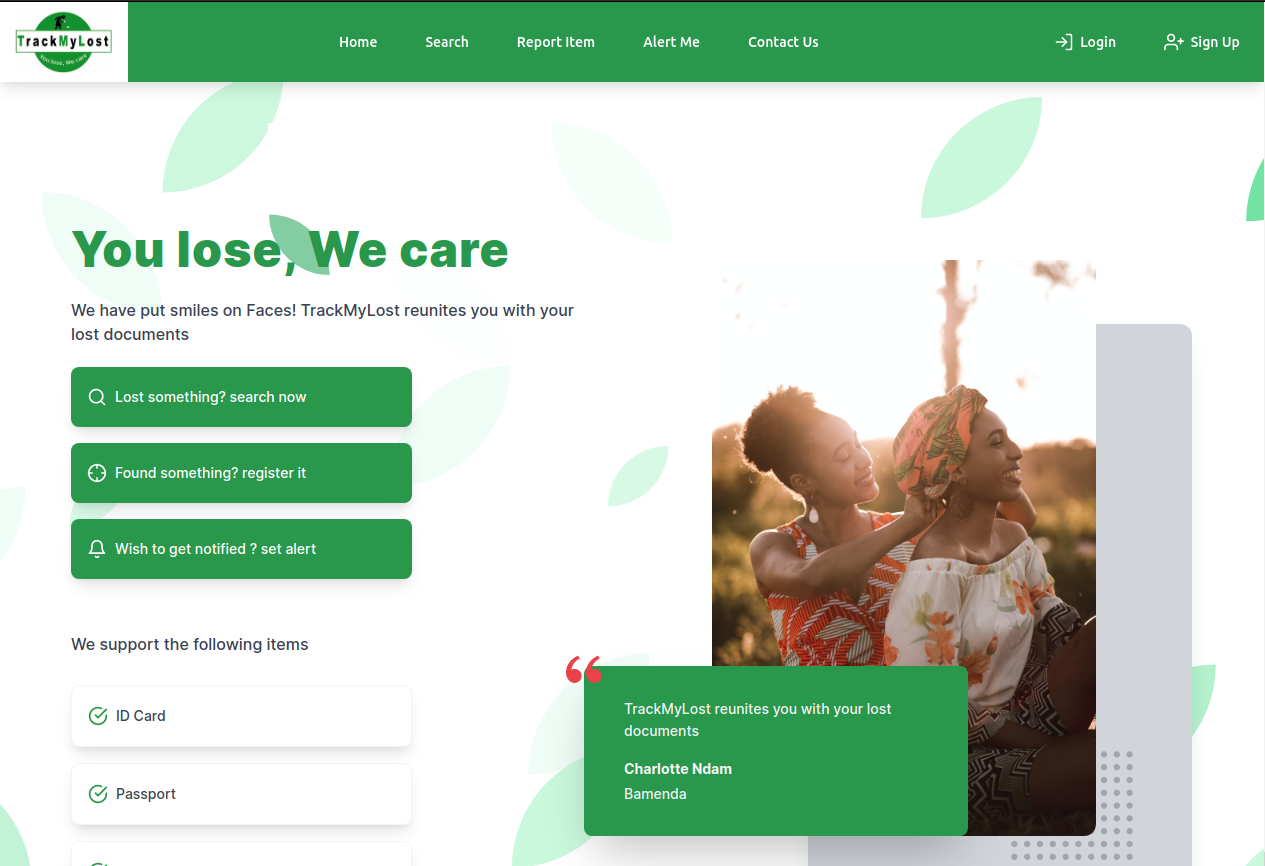 TrackMyLost
You lose, We care
Home
Search
Report Item
Alert Me
Contact Us
Login
Sign Up
You lose, We care
We have put smiles on Faces! TrackMyLost reunites you with your
lost documents
Lost something? search now
Found something? register it
Wish to get notified ? set alert
We support the following items
ID Card
Passport
“
TrackMyLost reunites you with your lost
documents
Charlotte Ndam
Bamenda